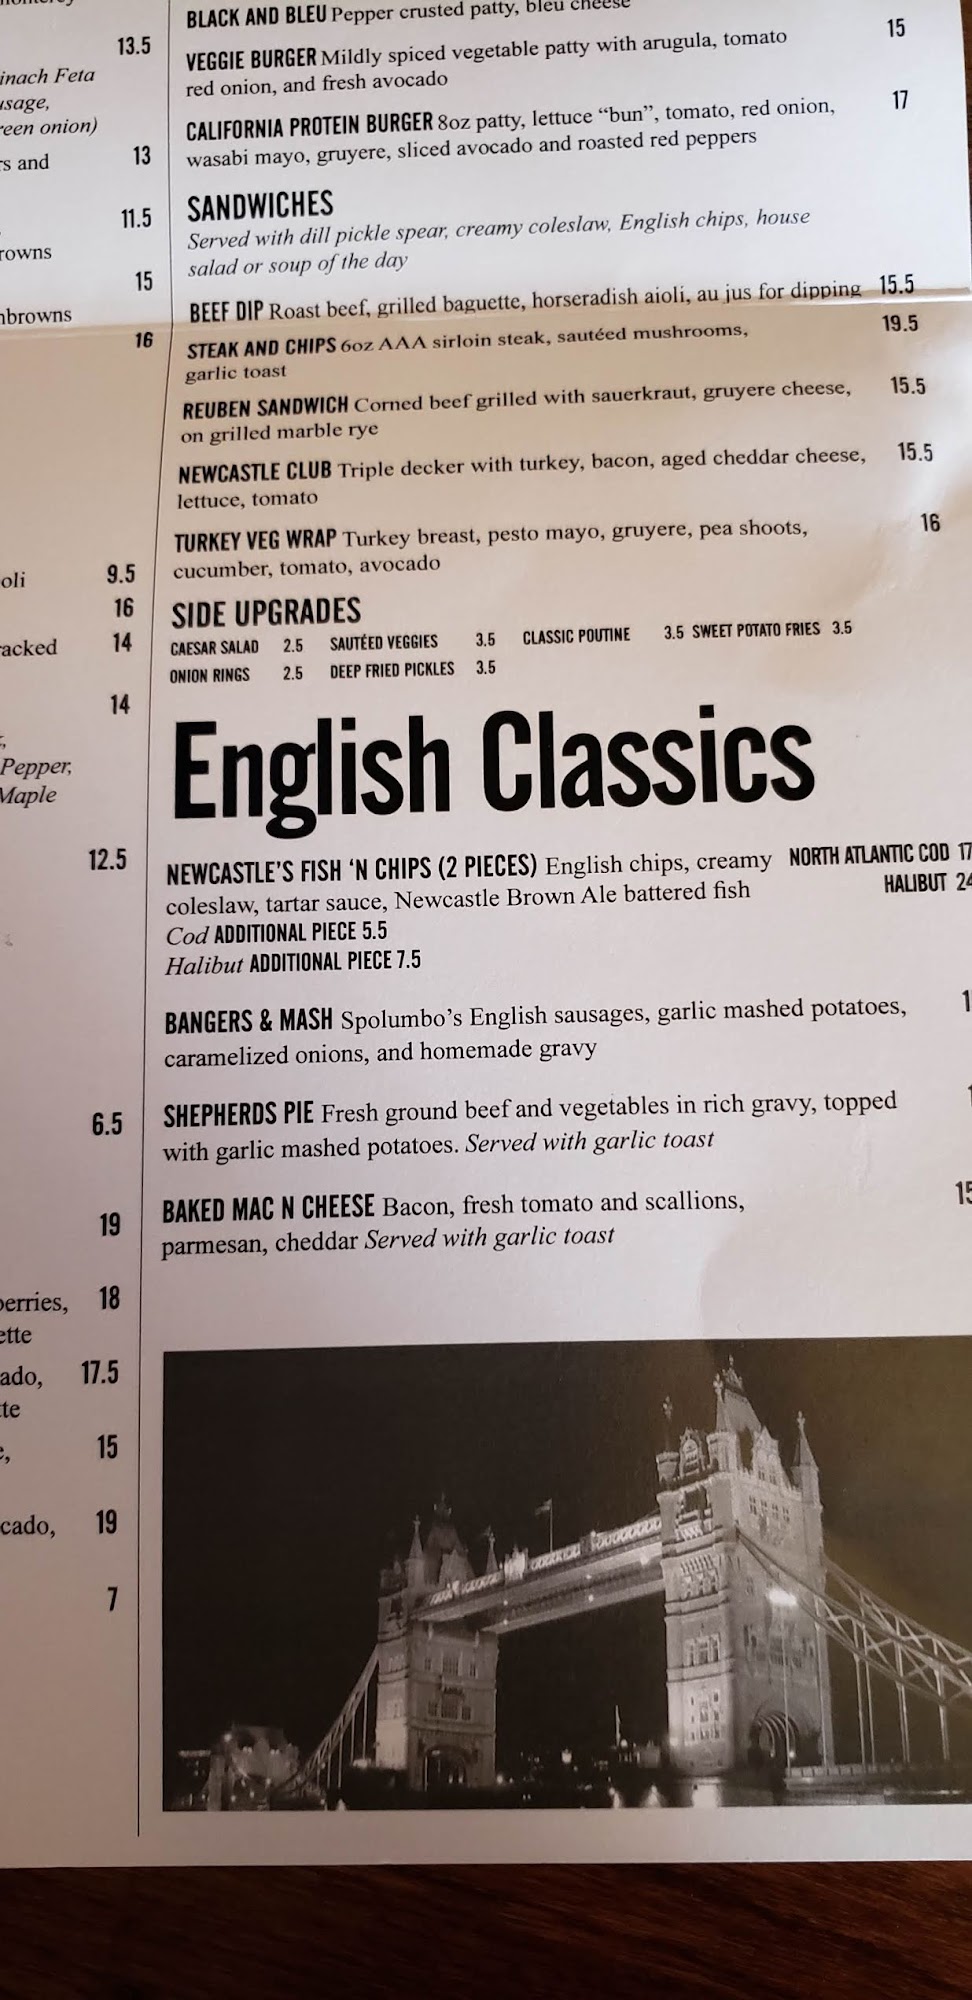 13.5
inach Feta
usage,
reen onion)
rs and 13
11.5
rowns
15
nbrowns
16
oli 9.5
16
racked 14
14
Pepper,
Maple
12.5
6.5
19
berries, 18
ette
ado, 17.5
te
e, 15
cado, 19
7
BLACK AND BLEU Pepper crusted patty, bleu cheese
VEGGIE BURGER Mildly spiced vegetable patty with arugula, tomato 15
red onion, and fresh avocado
CALIFORNIA PROTEIN BURGER 8oz patty, lettuce “bun”, tomato, red onion, 17
wasabi mayo, gruyere, sliced avocado and roasted red peppers
SANDWICHES
Served with dill pickle spear, creamy coleslaw, English chips, house
salad or soup of the day
BEEF DIP Roast beef, grilled baguette, horseradish aioli, au jus for dipping 15.5
STEAK AND CHIPS 6oz AAA sirloin steak, sautéed mushrooms, 19.5
garlic toast
REUBEN SANDWICH Corned beef grilled with sauerkraut, gruyere cheese, 15.5
on grilled marble rye
NEWCASTLE CLUB Triple decker with turkey, bacon, aged cheddar cheese, 15.5
lettuce, tomato
TURKEY VEG WRAP Turkey breast, pesto mayo, gruyere, pea shoots, 16
cucumber, tomato, avocado
SIDE UPGRADES
CAESAR SALAD 2.5 SAUTÉED VEGGIES 3.5 CLASSIC POUTINE 3.5 SWEET POTATO FRIES 3.5
ONION RINGS 2.5 DEEP FRIED PICKLES 3.5
English Classics
NEWCASTLE’S FISH ‘N CHIPS (2 PIECES) English chips, creamy NORTH ATLANTIC COD 17
coleslaw, tartar sauce, Newcastle Brown Ale battered fish HALIBUT 24
Cod ADDITIONAL PIECE 5.5
Halibut ADDITIONAL PIECE 7.5
BANGERS & MASH Spolumbo’s English sausages, garlic mashed potatoes,
caramelized onions, and homemade gravy
SHEPHERDS PIE Fresh ground beef and vegetables in rich gravy, topped
with garlic mashed potatoes. Served with garlic toast
BAKED MAC N CHEESE Bacon, fresh tomato and scallions, 15
parmesan, cheddar Served with garlic toast